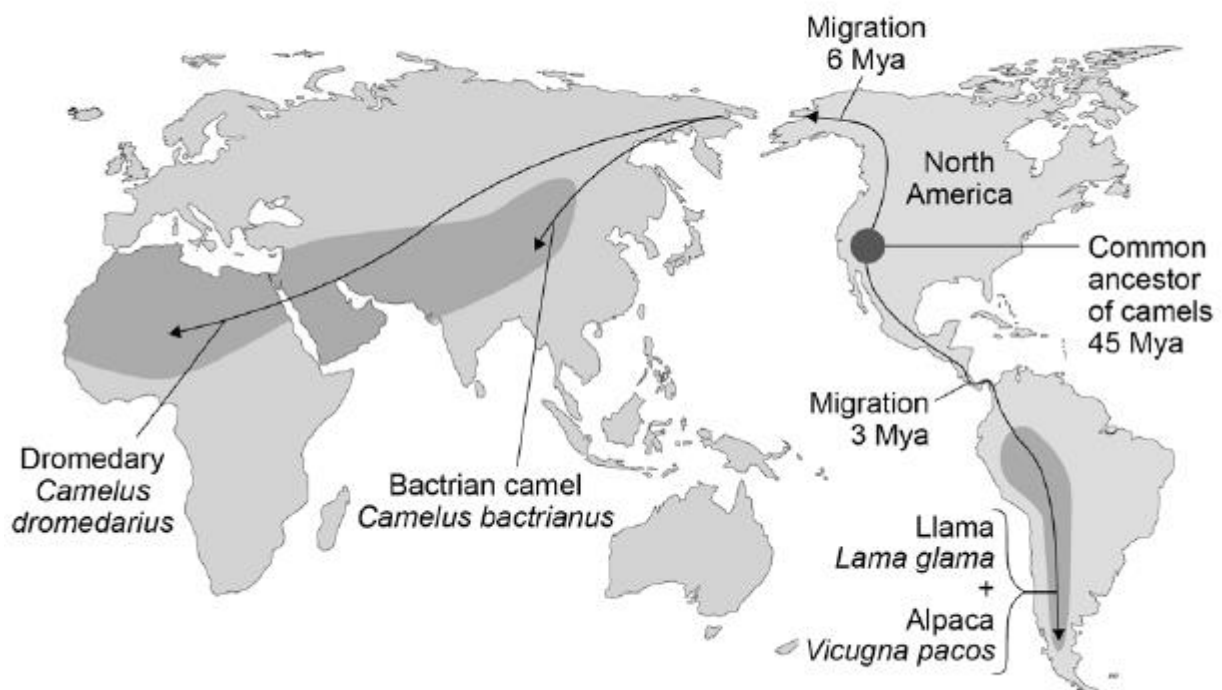 Migration
6 Mya
North
America
Common
ancestor
of camels
45 Mya
Migration
3 Mya
Dromedary
Camelus
dromedarius
Bactrian camel
Camelus bactrianus
Llama
Lama glama
+
Alpaca
Vicugna pacos